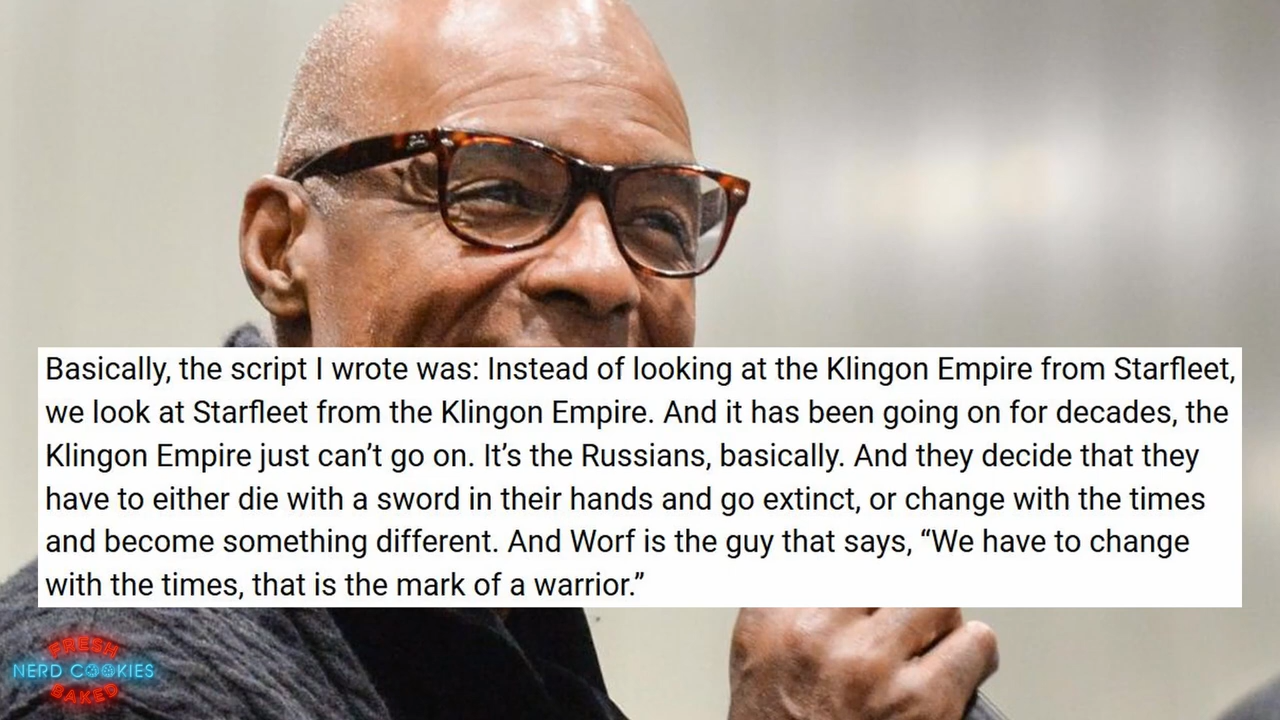 Basically, the script I wrote was: Instead of looking at the Klingon Empire from Starfleet,
we look at Starfleet from the Klingon Empire. And it has been going on for decades, the
Klingon Empire just can’t go on. It’s the Russians, basically. And they decide that they
have to either die with a sword in their hands and go extinct, or change with the times
and become something different. And Worf is the guy that says, “We have to change
with the times, that is the mark of a warrior.”
FRESH
NERD COOKIES
BAKED